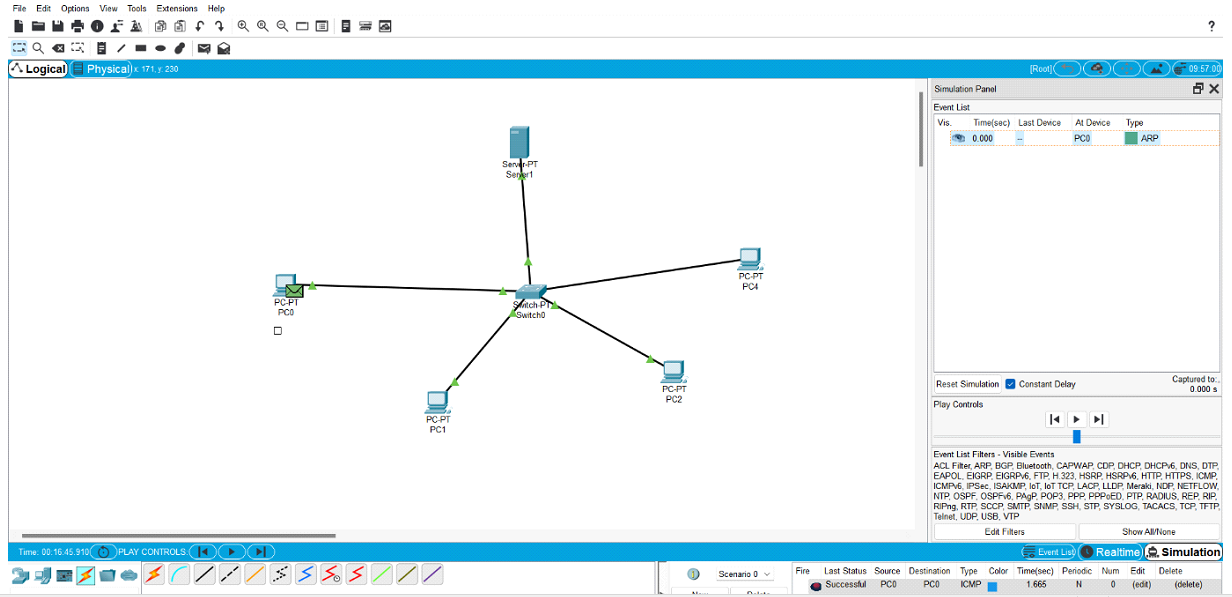 File Edit Options View Tools Extensions Help
?
Logical Physical x: 171, y: 230 [Root] 09:57:00
Simulation Panel
Event List
Vis. Time(sec) Last Device At Device Type
0.000 -- PC0 ARP
Server-PT
Server1
PC-PT
PC4
PC-PT
PC0
Switch-PT
Switch0
PC-PT
PC2
PC-PT
PC1
Reset Simulation Constant Delay Captured to:
0.000 s
Play Controls
Event List Filters - Visible Events
ACL Filter, ARP, BGP, Bluetooth, CAPWAP, CDP, DHCP, DHCPv6, DNS, DTP,
EAPOL, EIGRP, EIGRPv6, FTP, H.323, HSRP, HSRPv6, HTTP, HTTPS, ICMP,
ICMPv6, IPSec, ISAKMP, IoT, IoT TCP, LACP, LLDP, Meraki, NDP, NETFLOW,
NTP, OSPF, OSPFv6, PAgP, POP3, PPP, PPPoED, PTP, RADIUS, REP, RIP,
RIPng, RTP, SCCP, SMTP, SNMP, SSH, STP, SYSLOG, TACACS, TCP, TFTP,
Telnet, UDP, USB, VTP
Edit Filters Show All/None
Time: 00:16:45.910 PLAY CONTROLS: Event List Realtime Simulation
Scenario 0 Fire Last Status Source Destination Type Color Time(sec) Periodic Num Edit Delete
Successful PC0 PC0 ICMP 1.665 N 0 (edit) (delete)
New Delete